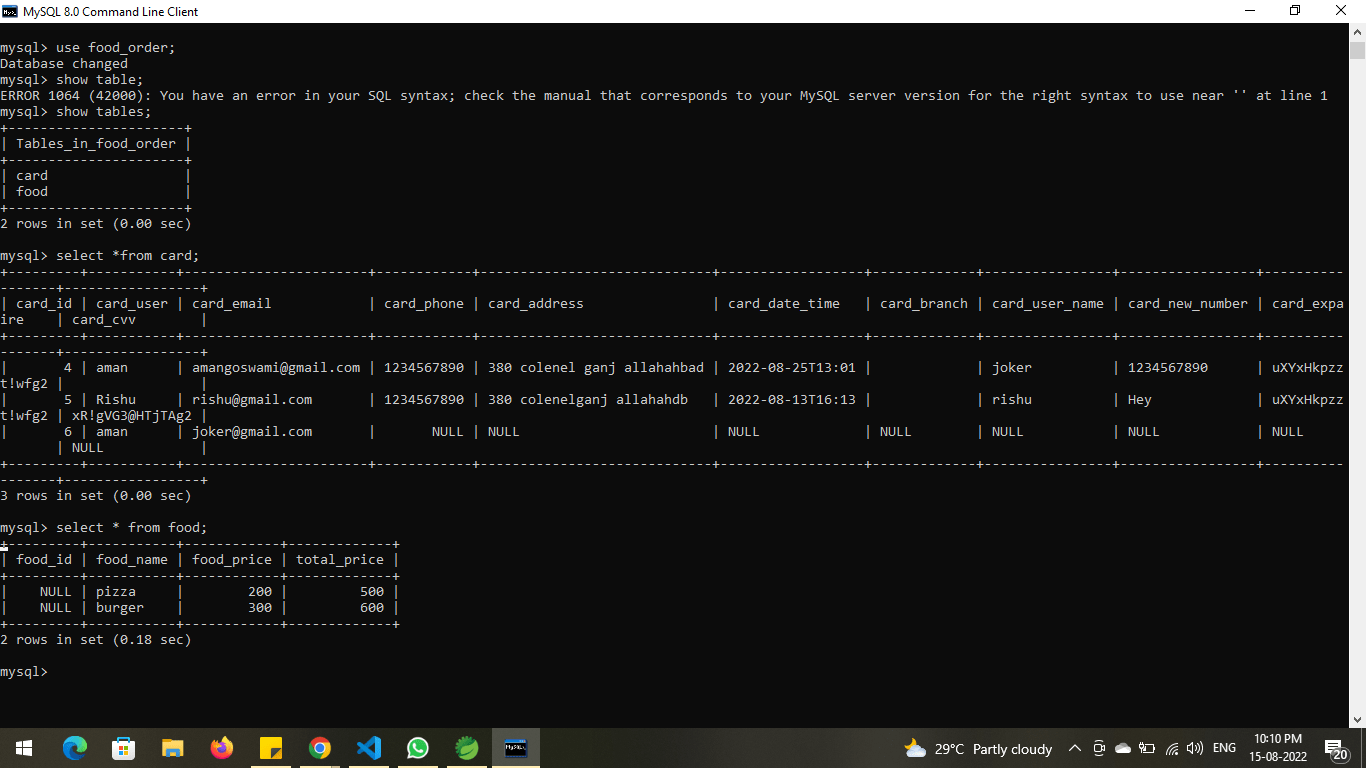 MySQL 8.0 Command Line Client
mysql> use food_order;
Database changed
mysql> show table;
ERROR 1064 (42000): You have an error in your SQL syntax; check the manual that corresponds to your MySQL server version for the right syntax to use near '' at line 1
mysql> show tables;
+----------------------+
| Tables_in_food_order |
+----------------------+
| card                 |
| food                 |
+----------------------+
2 rows in set (0.00 sec)
mysql> select *from card;
+---------+-----------+-----------------------+------------+-----------------------------+------------------+-------------+----------------+-----------------+----------
-------+-----------------+
| card_id | card_user | card_email            | card_phone | card_address                | card_date_time   | card_branch | card_user_name | card_new_number | card_expa
ire    | card_cvv        |
+---------+-----------+-----------------------+------------+-----------------------------+------------------+-------------+----------------+-----------------+----------
-------+-----------------+
|       4 | aman      | amangoswami@gmail.com | 1234567890 | 380 colenel ganj allahahbad | 2022-08-25T13:01 |             | joker          | 1234567890      | uXYxHkpzz
t!wfg2 |                 |
|       5 | Rishu     | rishu@gmail.com       | 1234567890 | 380 colenelganj allahahdb   | 2022-08-13T16:13 |             | rishu          | Hey             | uXYxHkpzz
t!wfg2 | xR!gVG3@HTjTAg2 |
|       6 | aman      | joker@gmail.com       |       NULL | NULL                        | NULL             | NULL        | NULL           | NULL            | NULL
       | NULL            |
+---------+-----------+-----------------------+------------+-----------------------------+------------------+-------------+----------------+-----------------+----------
-------+-----------------+
3 rows in set (0.00 sec)
mysql> select * from food;
+---------+-----------+------------+-------------+
| food_id | food_name | food_price | total_price |
+---------+-----------+------------+-------------+
|    NULL | pizza     |        200 |         500 |
|    NULL | burger    |        300 |         600 |
+---------+-----------+------------+-------------+
2 rows in set (0.18 sec)
mysql>
29°C Partly cloudy
ENG
10:10 PM
15-08-2022
20